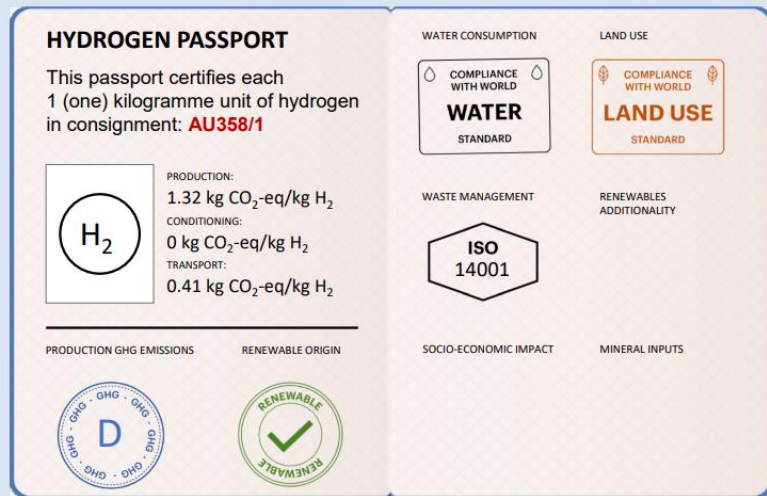 HYDROGEN PASSPORT
This passport certifies each
1 (one) kilogramme unit of hydrogen
in consignment: AU358/1
H₂
PRODUCTION:
1.32 kg CO₂-eq/kg H₂
CONDITIONING:
0 kg CO₂-eq/kg H₂
TRANSPORT:
0.41 kg CO₂-eq/kg H₂
PRODUCTION GHG EMISSIONS
GHG - GHG - GHG - GHG - GHG - GHG - GHG - GHG - GHG -
D
RENEWABLE ORIGIN
RENEWABLE
RENEWABLE
WATER CONSUMPTION
COMPLIANCE
WITH WORLD
WATER
STANDARD
LAND USE
COMPLIANCE
WITH WORLD
LAND USE
STANDARD
WASTE MANAGEMENT
ISO
14001
RENEWABLES
ADDITIONALITY
SOCIO-ECONOMIC IMPACT
MINERAL INPUTS